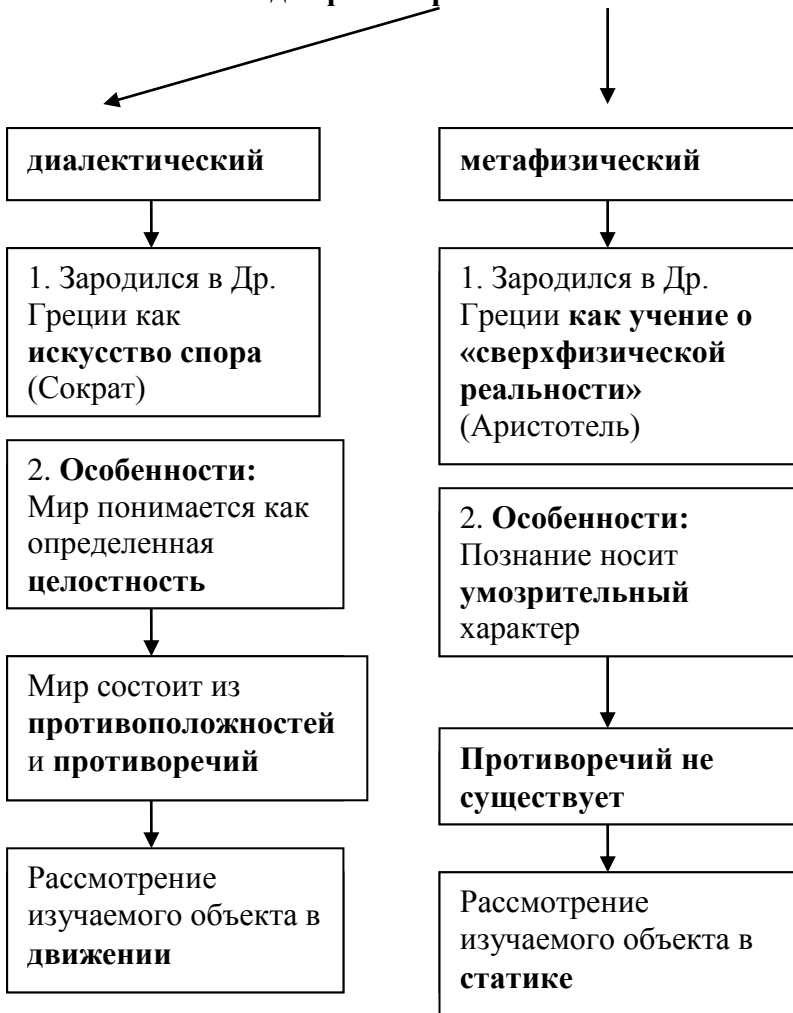 диалектический
1. Зародился в Др.
Греции как
искусство спора
(Сократ)
2. Особенности:
Мир понимается как
определенная
целостность
Мир состоит из
противоположностей
и противоречий
Рассмотрение
изучаемого объекта в
движении
метафизический
1. Зародился в Др.
Греции как учение о
«сверхфизической
реальности»
(Аристотель)
2. Особенности:
Познание носит
умозрительный
характер
Противоречий не
существует
Рассмотрение
изучаемого объекта в
статике